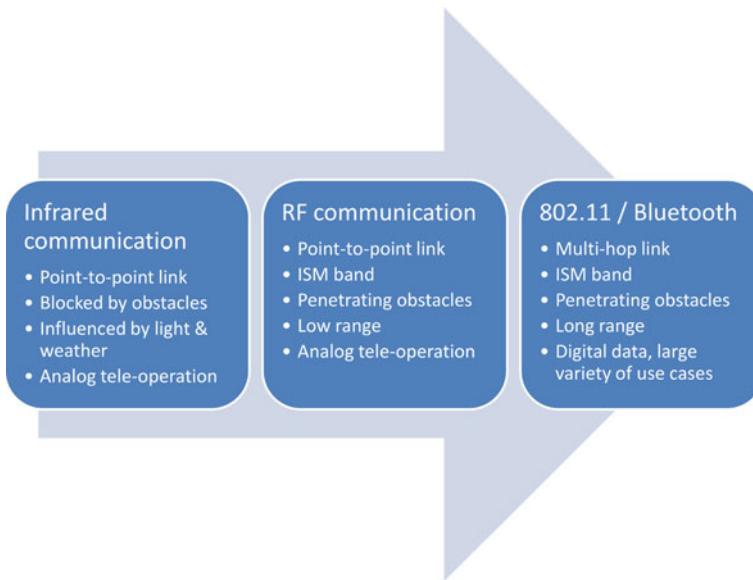 Infrared
communication
• Point-to-point link
• Blocked by obstacles
• Influenced by light &
weather
• Analog tele-operation
RF communication
• Point-to-point link
• ISM band
• Penetrating obstacles
• Low range
• Analog tele-operation
802.11 / Bluetooth
• Multi-hop link
• ISM band
• Penetrating obstacles
• Long range
• Digital data, large
variety of use cases